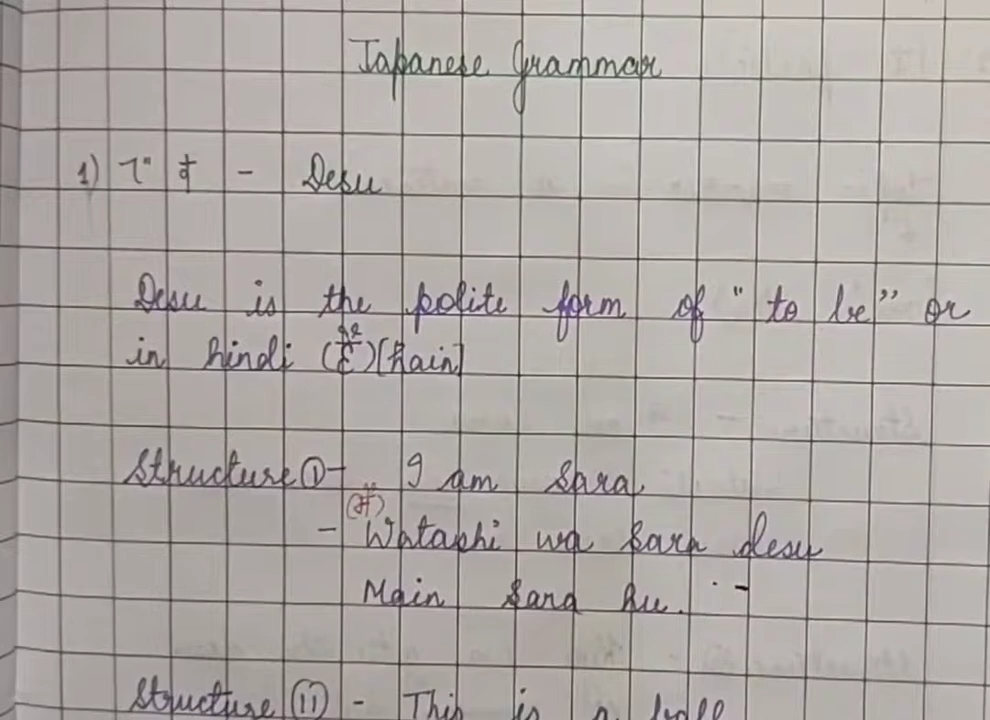 Japanese Grammar
1) です - Desu
Desu is the polite form of "to be" or
in hindi (है) [hain]
Structure ① - I am Sara
(मैं)
- Watashi wa Sara desu
Main Sara hu. -
Structure (ii) - This is a ball